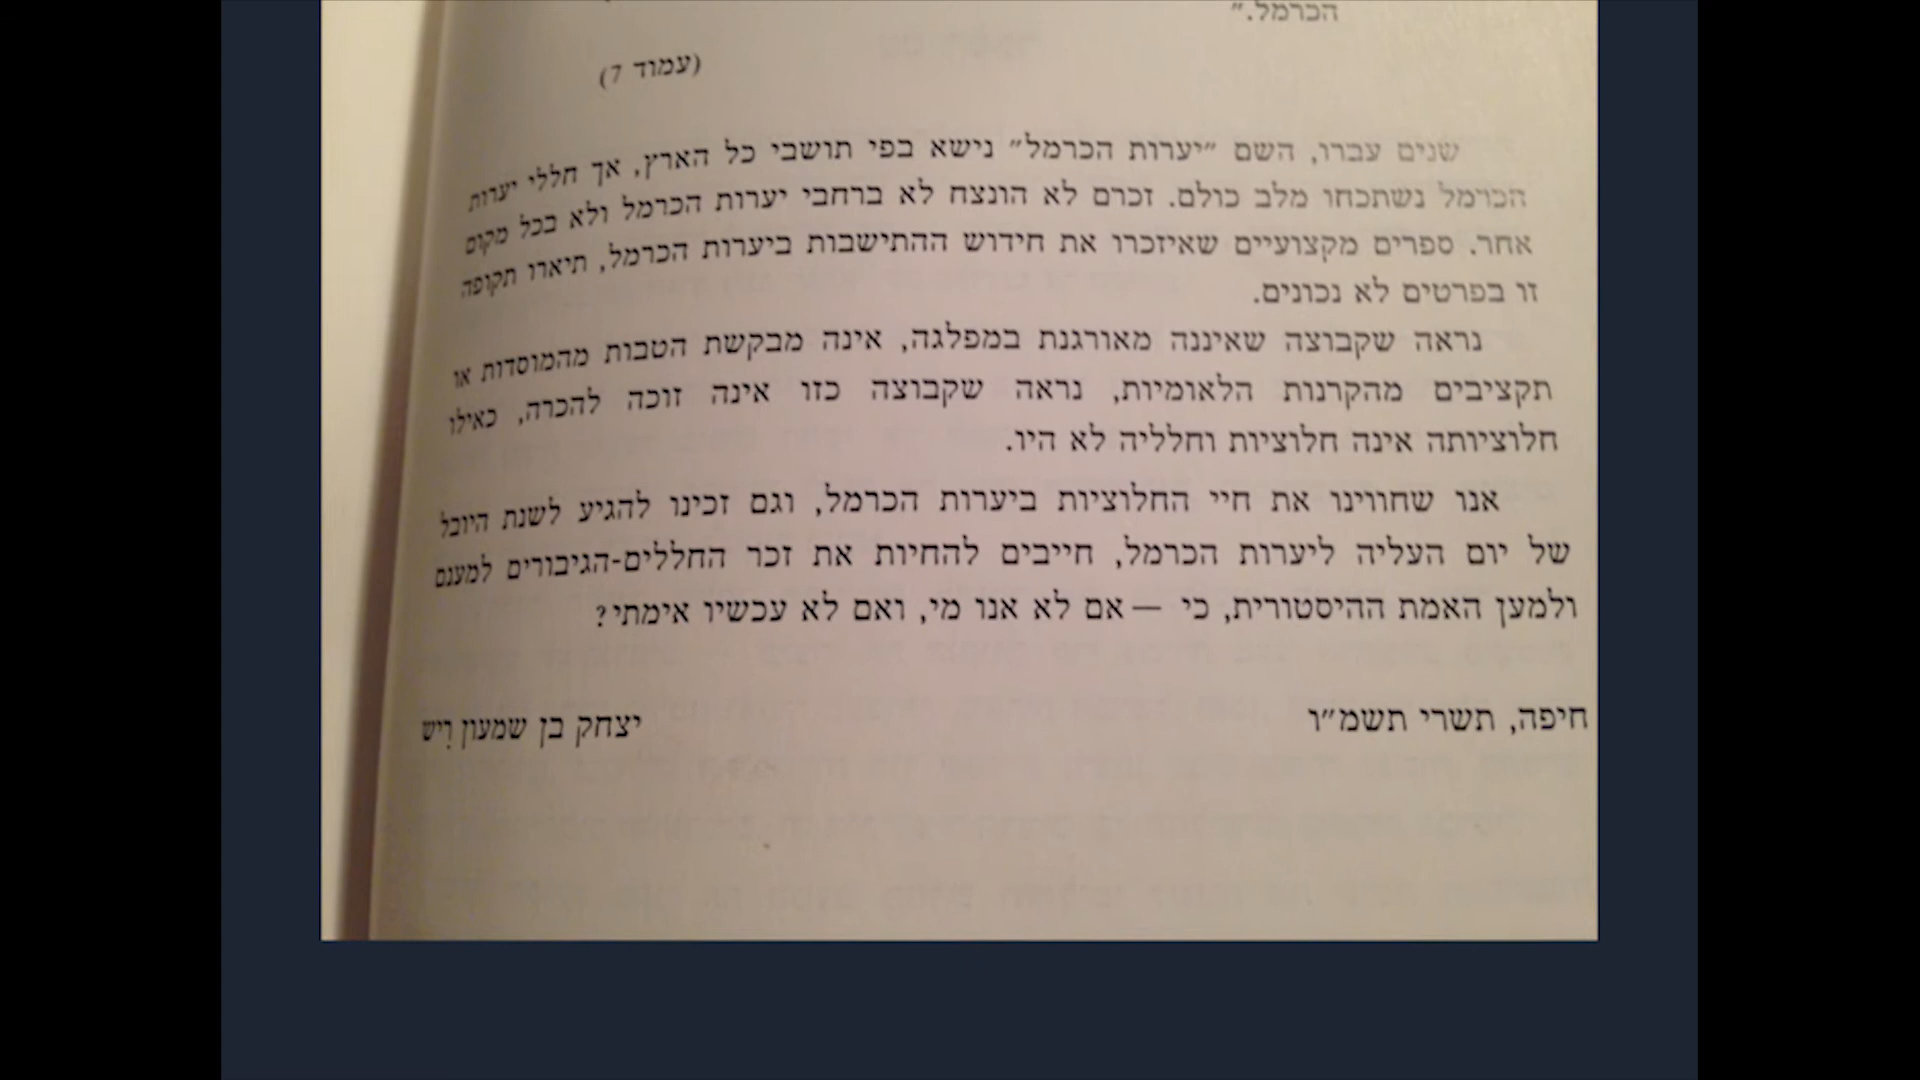 הכרמל."
(עמוד 7)
שנים עברו, השם "יערות הכרמל" נישא בפי תושבי כל הארץ, אך חללי יערות
הכרמל נשתכחו מלב כולם. זכרם לא הונצח לא ברחבי יערות הכרמל ולא בכל מקום
אחר. ספרים מקצועיים שאיזכרו את חידוש ההתישבות ביערות הכרמל, תיארו תקופה
זו בפרטים לא נכונים.
נראה שקבוצה שאיננה מאורגנת במפלגה, אינה מבקשת הטבות מהמוסדות או
תקציבים מהקרנות הלאומיות, נראה שקבוצה כזו אינה זוכה להכרה, כאילו
חלוציותה אינה חלוציות וחלליה לא היו.
אנו שחווינו את חיי החלוציות ביערות הכרמל, וגם זכינו להגיע לשנת היובל
של יום העליה ליערות הכרמל, חייבים להחיות את זכר החללים-הגיבורים למענם
ולמען האמת ההיסטורית, כי — אם לא אנו מי, ואם לא עכשיו אימתי?
חיפה, תשרי תשמ"ו יצחק בן שמעון וִיש